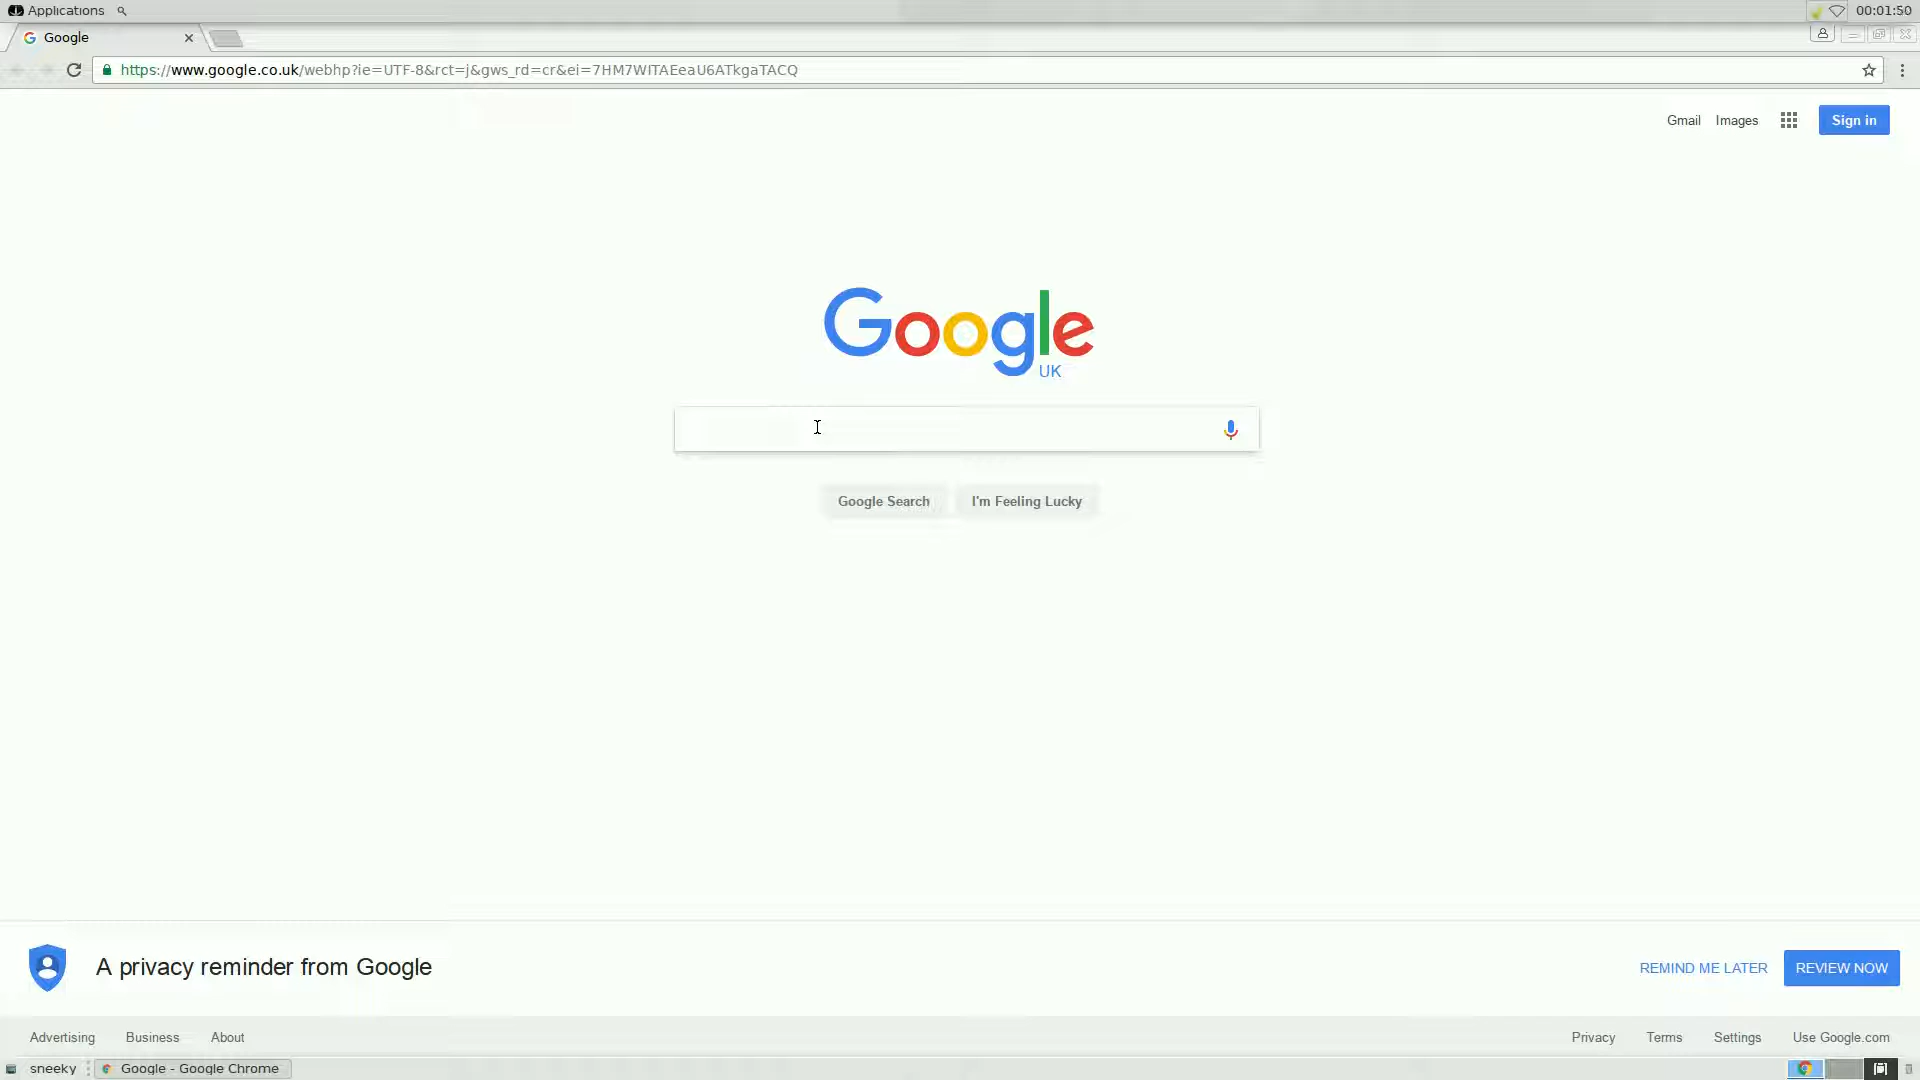 Applications 00:01:50
Google
https://www.google.co.uk/webhp?ie=UTF-8&rct=j&gws_rd=cr&ei=7HM7WITAEeaU6ATkgaTACQ
Gmail Images Sign in
Google
UK
Google Search I'm Feeling Lucky
A privacy reminder from Google REMIND ME LATER REVIEW NOW
Advertising Business About Privacy Terms Settings Use Google.com
sneeky Google - Google Chrome